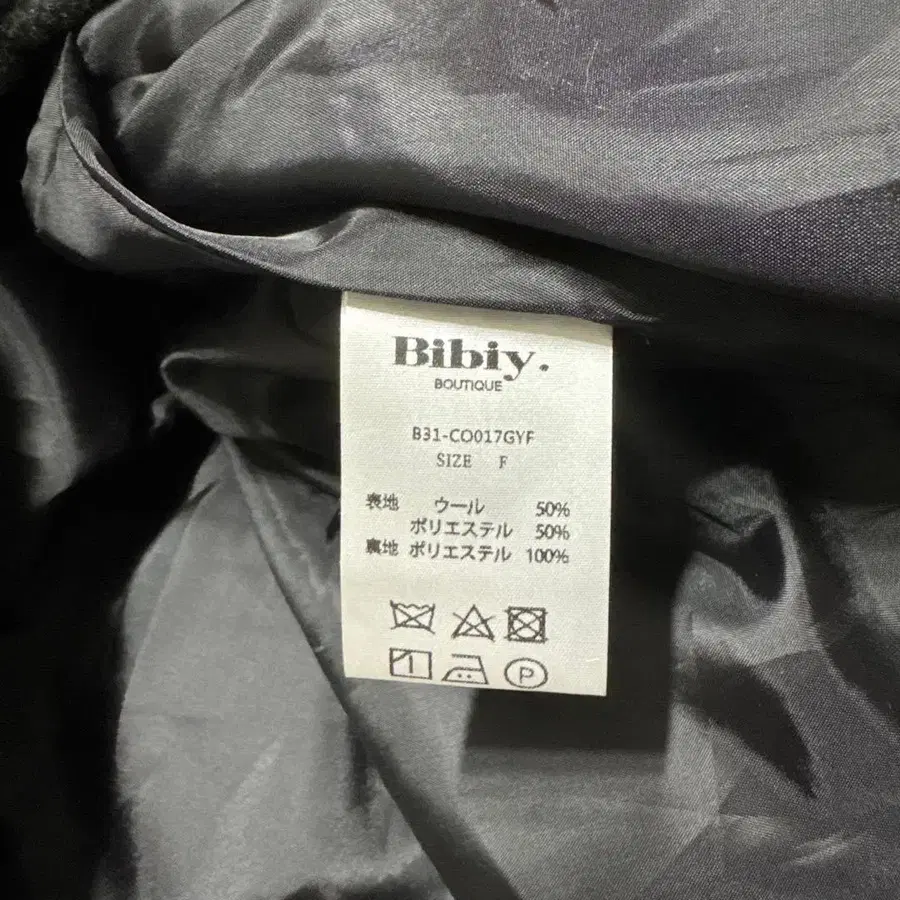 Bibiy.
BOUTIQUE
B31-CO017GYF
SIZE F
表地 ウール 50%
ポリエステル 50%
裏地 ポリエステル 100%
P